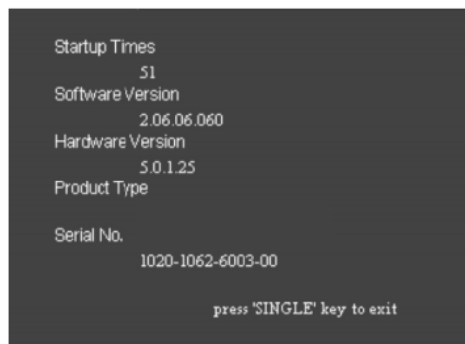 Startup Times
51
Software Version
2.06.06.060
Hardware Version
5.0.1.25
Product Type
Serial No.
1020-1062-6003-00
press 'SINGLE' key to exit